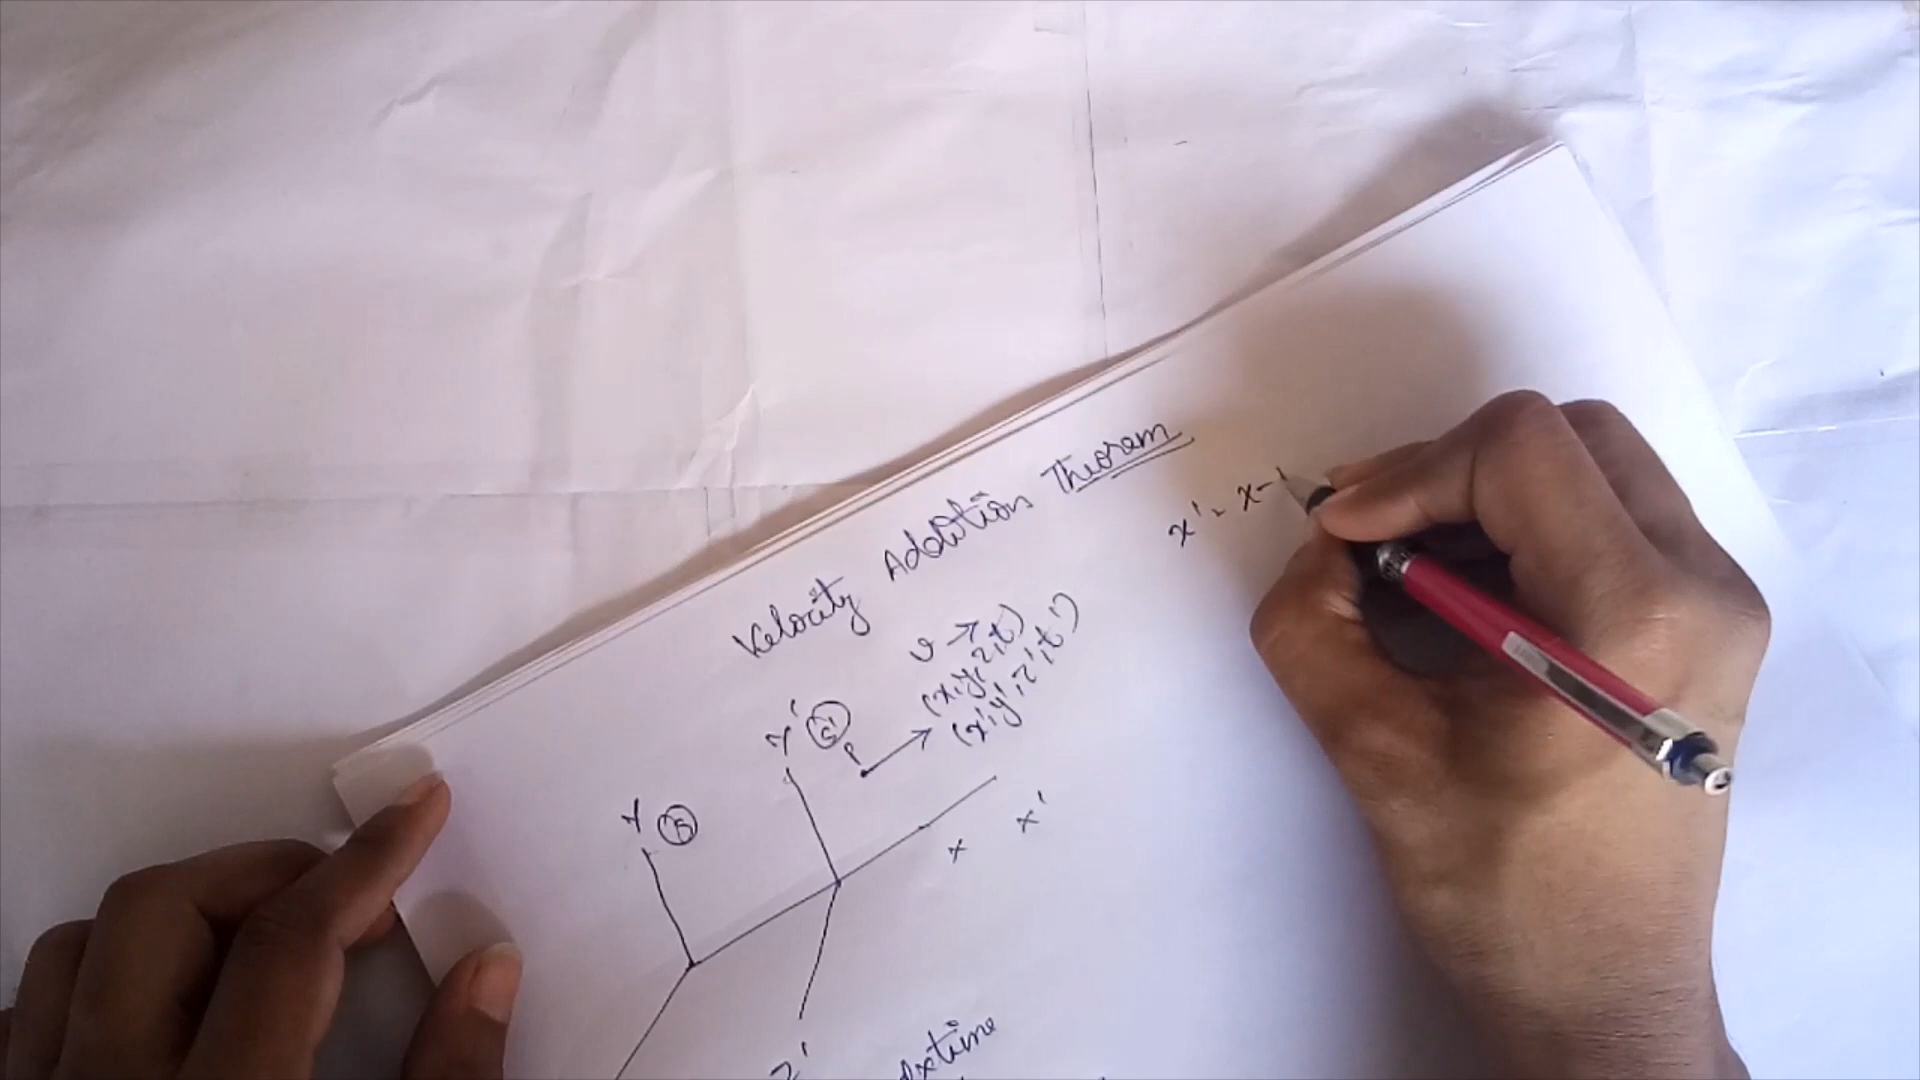 Velocity Addition Theorem
x' = x-
v →
(x,y,z,t)
(x',y',z',t')
Y' S'
P
Y S
x x'
Z'